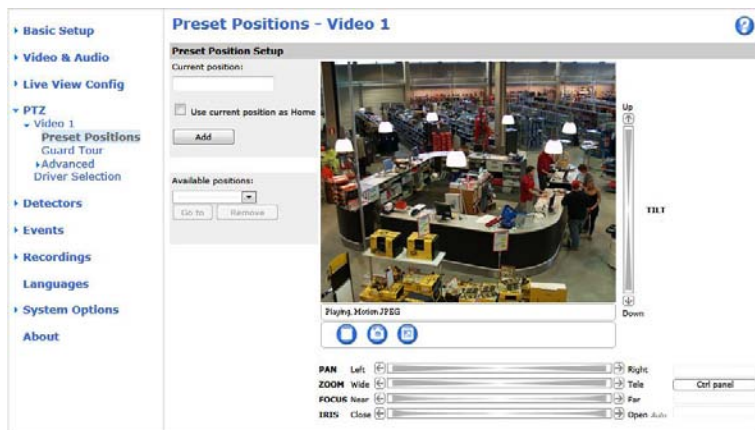 Preset Positions - Video 1
Basic Setup
Video & Audio
Live View Config
PTZ
Video 1
Preset Positions
Guard Tour
Advanced
Driver Selection
Detectors
Events
Recordings
Languages
System Options
About
Preset Position Setup
Current position:
Use current position as Home
Add
Available positions:
Go to
Remove
Up
TILT
Down
Playing, Motion JPEG
PAN Left Right
ZOOM Wide Tele Ctrl panel
FOCUS Near Far
IRIS Close Open Auto